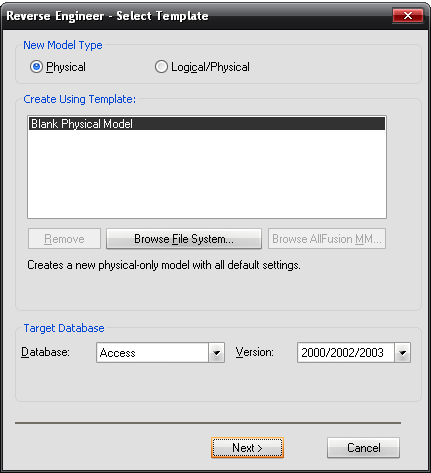 Reverse Engineer - Select Template
New Model Type
Physical
Logical/Physical
Create Using Template:
Blank Physical Model
Remove
Browse File System...
Browse AllFusion MM...
Creates a new physical-only model with all default settings.
Target Database
Database:
Access
Version:
2000/2002/2003
Next >
Cancel